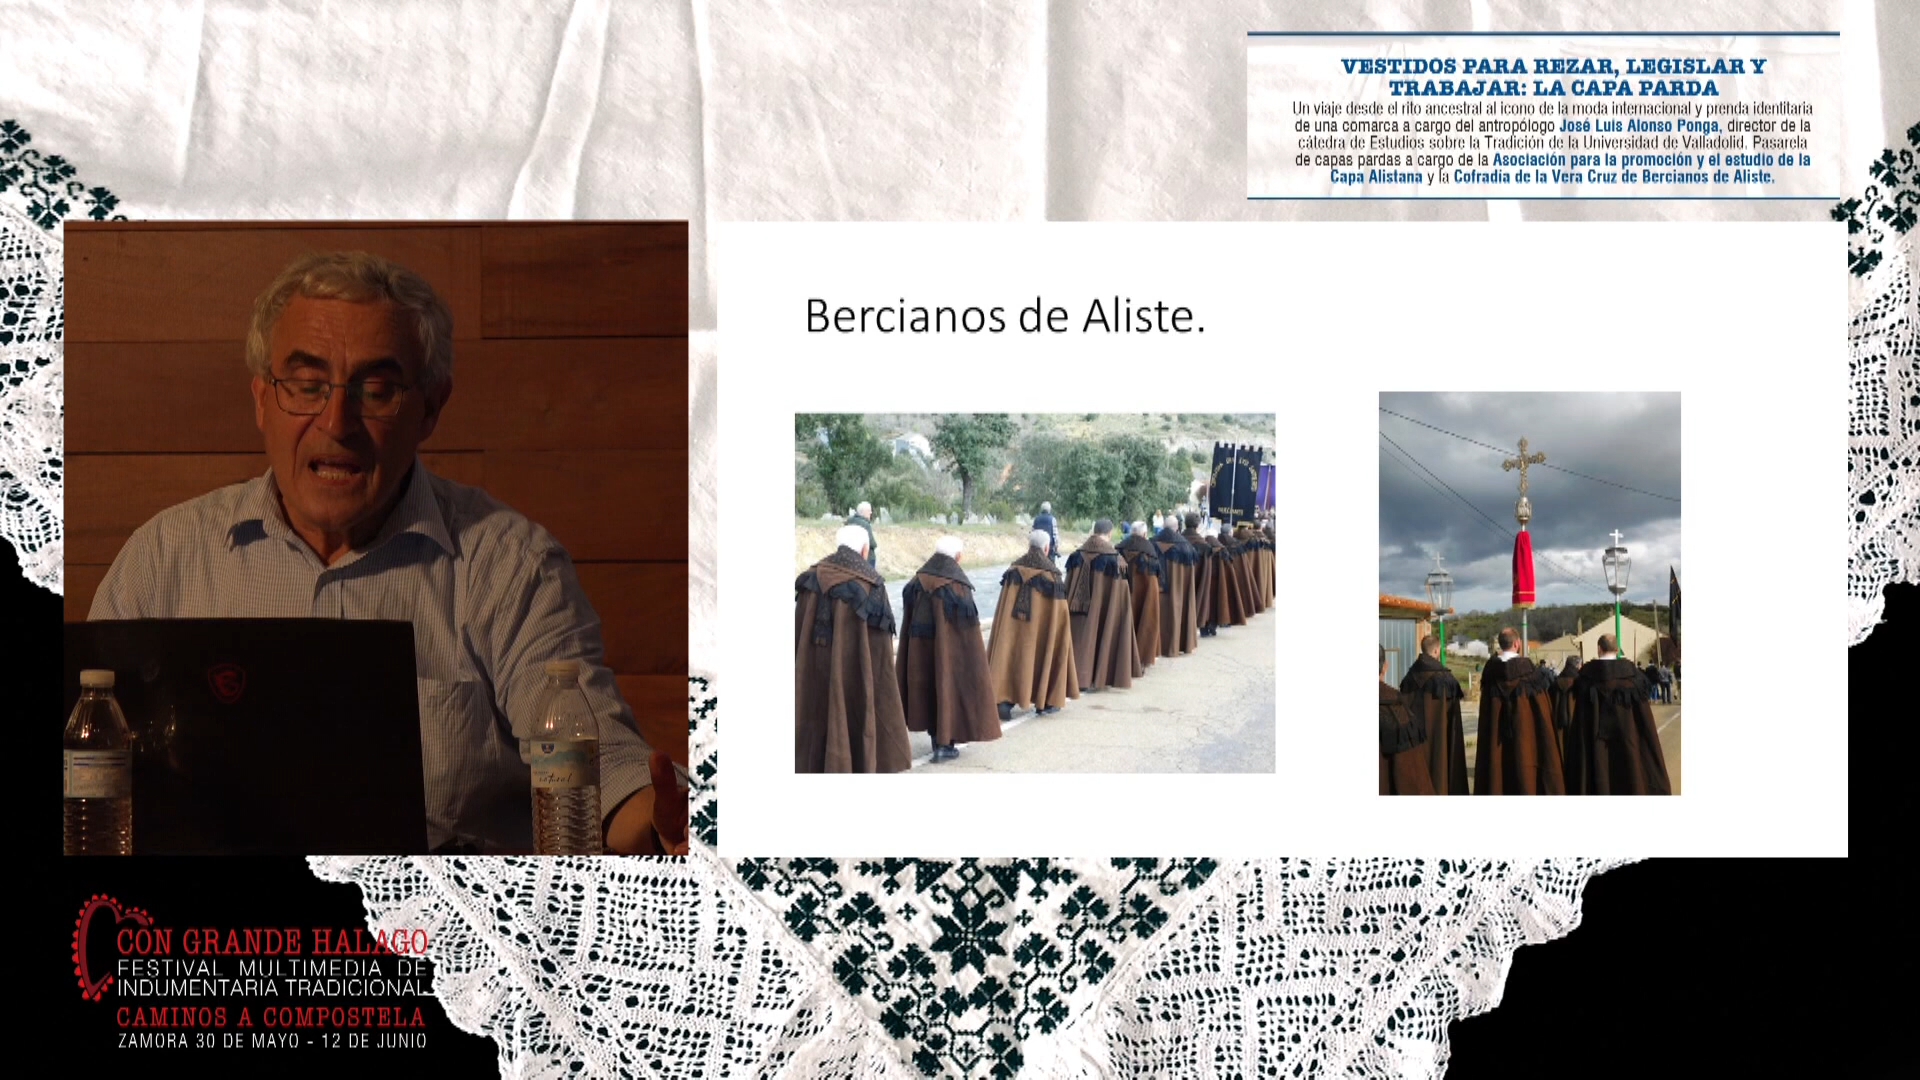 VESTIDOS PARA REZAR, LEGISLAR Y
TRABAJAR: LA CAPA PARDA
Un viaje desde el rito ancestral al icono de la moda internacional y prenda identitaria
de una comarca a cargo del antropólogo José Luis Alonso Ponga, director de la
cátedra de Estudios sobre la Tradición de la Universidad de Valladolid. Pasarela
de capas pardas a cargo de la Asociación para la promoción y el estudio de la
Capa Alistana y la Cofradía de la Vera Cruz de Bercianos de Aliste.
Bercianos de Aliste.
CON GRANDE HALAGO
FESTIVAL MULTIMEDIA DE
INDUMENTARIA TRADICIONAL
CAMINOS A COMPOSTELA
ZAMORA 30 DE MAYO - 12 DE JUNIO